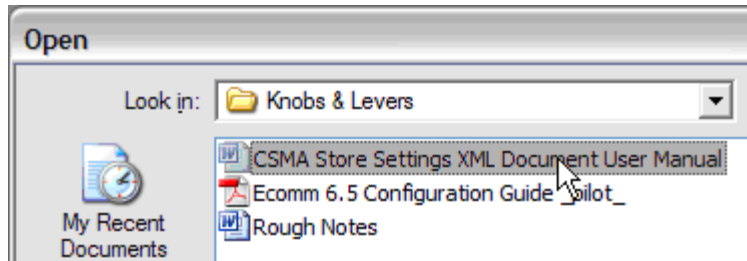 Open
Look in: Knobs & Levers
CSMA Store Settings XML Document User Manual
Ecomm 6.5 Configuration Guide _pilot_
Rough Notes
My Recent
Documents